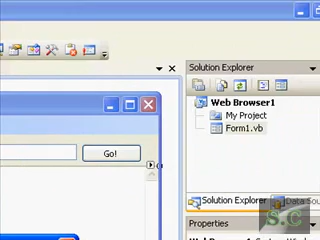 Solution Explorer
Web Browser1
My Project
Form1.vb
Go!
Solution Explorer
Data Sou
S.C
Properties